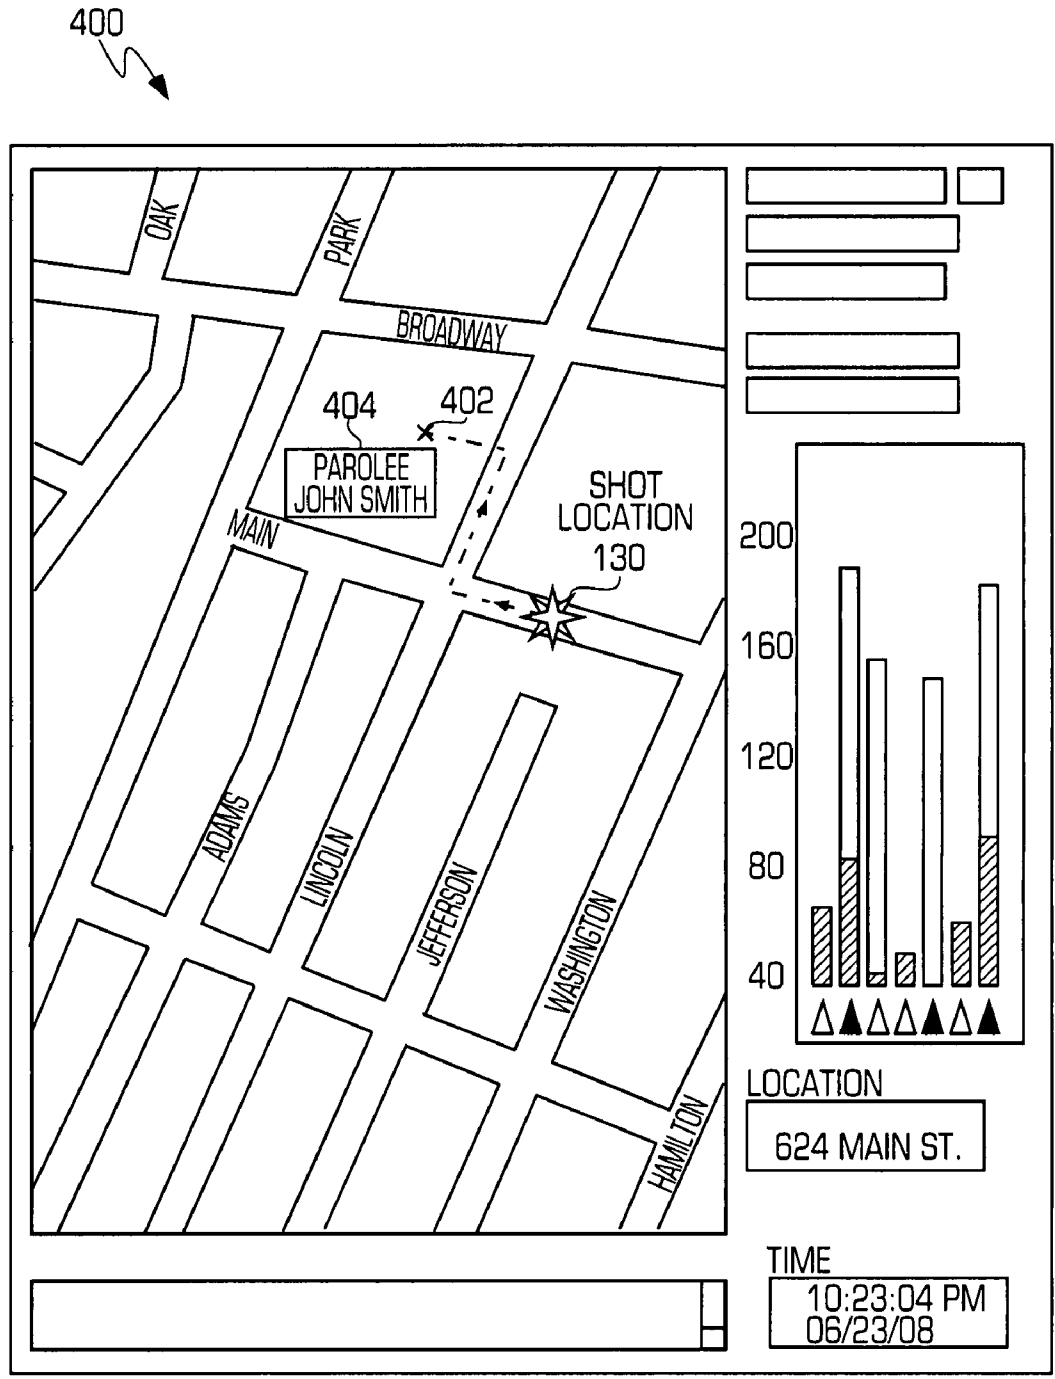 400
OAK
PARK
BROADWAY
404
402
PAROLEE
JOHN SMITH
MAIN
SHOT
LOCATION
130
ADAMS
LINCOLN
JEFFERSON
WASHINGTON
HAMILTON
200
160
120
80
40
LOCATION
624 MAIN ST.
TIME
10:23:04 PM
06/23/08